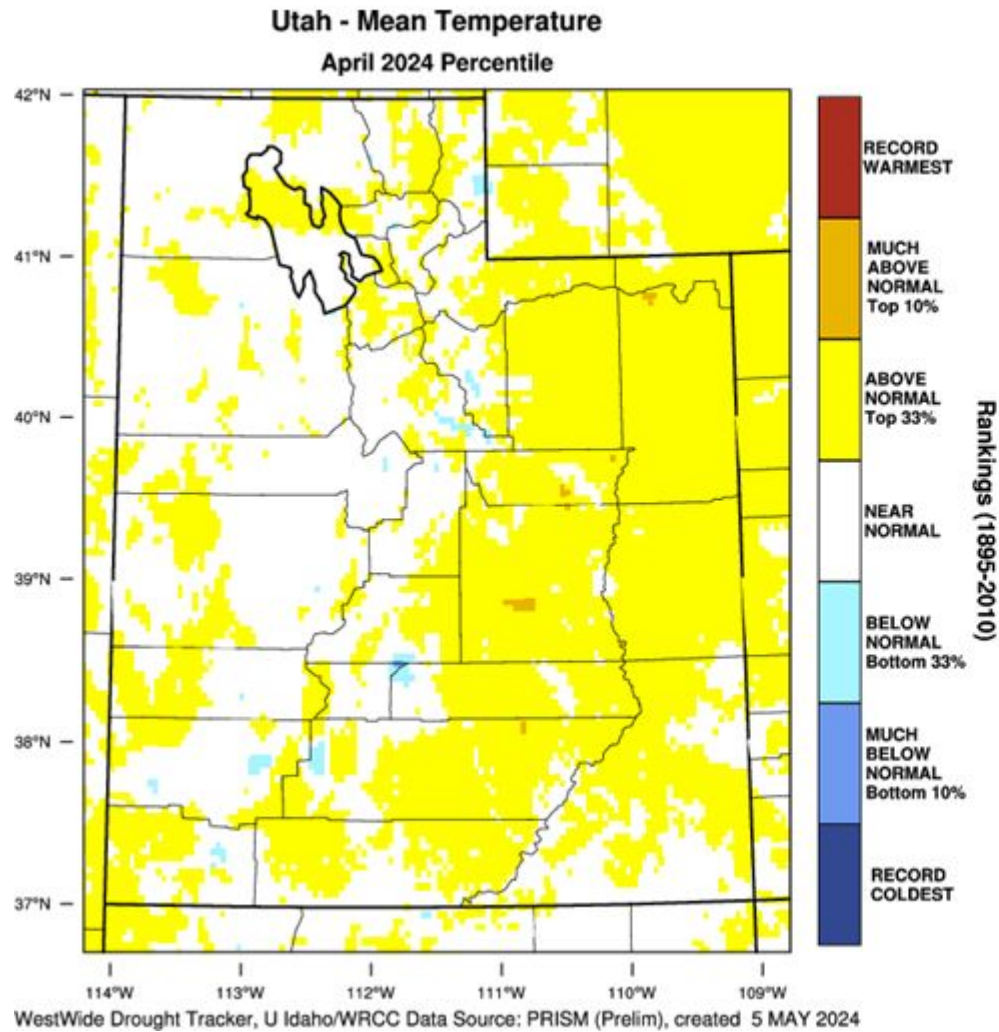 Utah - Mean Temperature
April 2024 Percentile
42°N
41°N
40°N
39°N
38°N
37°N
114°W
113°W
112°W
111°W
110°W
109°W
RECORD
WARMEST
MUCH
ABOVE
NORMAL
Top 10%
ABOVE
NORMAL
Top 33%
NEAR
NORMAL
BELOW
NORMAL
Bottom 33%
MUCH
BELOW
NORMAL
Bottom 10%
RECORD
COLDEST
Rankings (1895-2010)
WestWide Drought Tracker, U Idaho/WRCC Data Source: PRISM (Prelim), created 5 MAY 2024